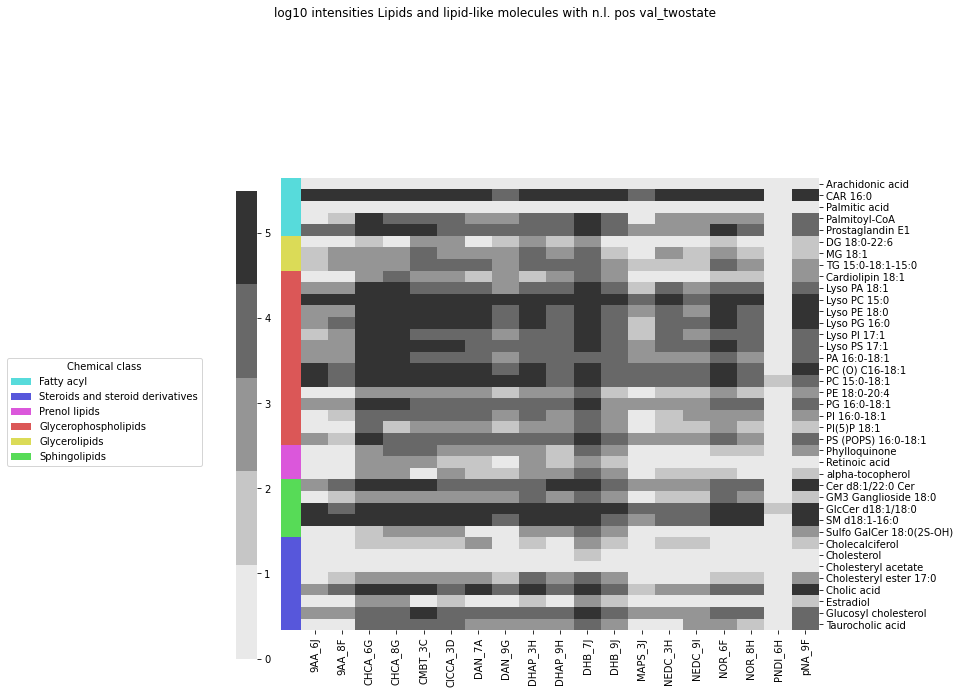 log10 intensities Lipids and lipid-like molecules with n.l. pos val_twostate
Arachidonic acid
CAR 16:0
Palmitic acid
Palmitoyl-CoA
Prostaglandin E1
DG 18:0-22:6
MG 18:1
TG 15:0-18:1-15:0
Cardiolipin 18:1
Lyso PA 18:1
Lyso PC 15:0
Lyso PE 18:0
Lyso PG 16:0
Lyso PI 17:1
Lyso PS 17:1
PA 16:0-18:1
PC (O) C16-18:1
PC 15:0-18:1
PE 18:0-20:4
PG 16:0-18:1
PI 16:0-18:1
PI(5)P 18:1
PS (POPS) 16:0-18:1
Phylloquinone
Retinoic acid
alpha-tocopherol
Cer d8:1/22:0 Cer
GM3 Ganglioside 18:0
GlcCer d18:1/18:0
SM d18:1-16:0
Sulfo GalCer 18:0(2S-OH)
Cholecalciferol
Cholesterol
Cholesteryl acetate
Cholesteryl ester 17:0
Cholic acid
Estradiol
Glucosyl cholesterol
Taurocholic acid
5
4
3
2
1
0
Chemical class
Fatty acyl
Steroids and steroid derivatives
Prenol lipids
Glycerophospholipids
Glycerolipids
Sphingolipids
9AA_6J
9AA_8F
CHCA_6G
CHCA_8G
CMBT_3C
ClCCA_3D
DAN_7A
DAN_9G
DHAP_3H
DHAP_9H
DHB_7J
DHB_9J
MAPS_3J
NEDC_3H
NEDC_9I
NOR_6F
NOR_8H
PNDI_6H
pNA_9F